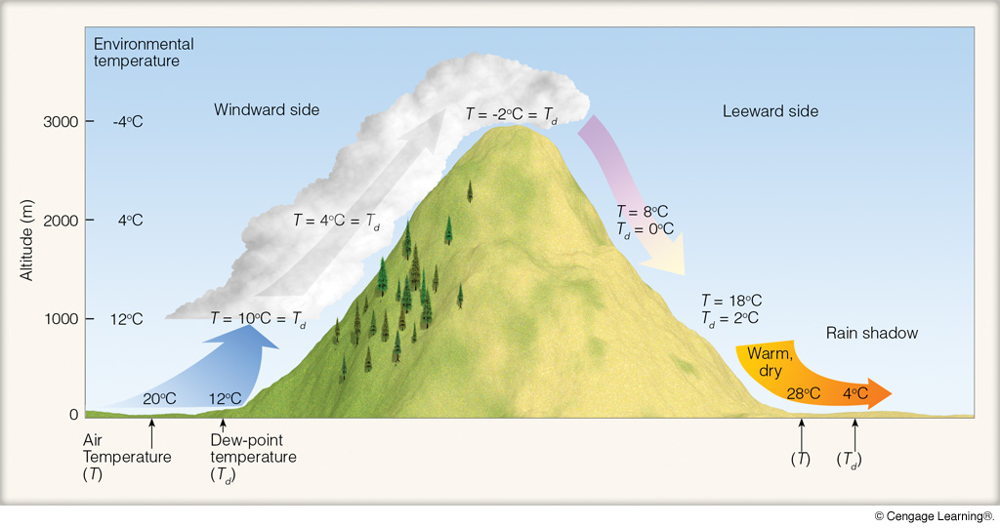 Environmental
temperature
Windward side
Leeward side
3000
-4°C
T = -2°C = Td
2000
4°C
T = 4°C = Td
T = 8°C
Td = 0°C
Altitude (m)
1000
12°C
T = 10°C = Td
T = 18°C
Td = 2°C
Rain shadow
Warm,
dry
20°C
12°C
28°C
4°C
0
Air
Temperature
(T)
Dew-point
temperature
(Td)
(T)
(Td)
© Cengage Learning®.